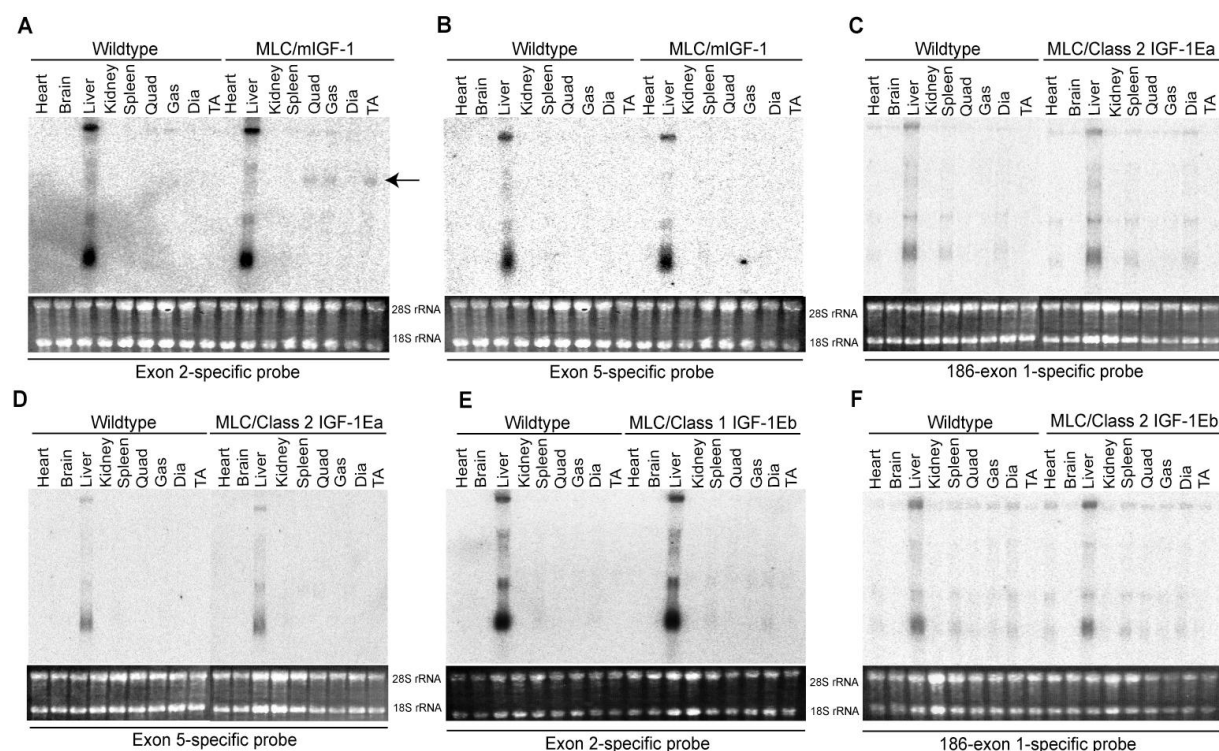 A
Wildtype MLC/mIGF-1
Heart Brain Liver Kidney Spleen Quad Gas Dia TA Heart Liver Kidney Spleen Quad Gas Dia TA
28S rRNA
18S rRNA
Exon 2-specific probe
B
Wildtype MLC/mIGF-1
Heart Brain Liver Kidney Spleen Quad Gas Dia TA Heart Liver Kidney Spleen Quad Gas Dia TA
28S rRNA
18S rRNA
Exon 5-specific probe
C
Wildtype MLC/Class 2 IGF-1Ea
Heart Brain Liver Kidney Spleen Quad Gas Dia TA Heart Brain Liver Kidney Spleen Quad Gas Dia TA
186-exon 1-specific probe
D
Wildtype MLC/Class 2 IGF-1Ea
Heart Brain Liver Kidney Spleen Quad Gas Dia TA Heart Brain Liver Kidney Spleen Quad Gas Dia TA
28S rRNA
18S rRNA
Exon 5-specific probe
E
Wildtype MLC/Class 1 IGF-1Eb
Heart Brain Liver Kidney Spleen Quad Gas Dia TA Heart Brain Liver Kidney Spleen Quad Gas Dia TA
28S rRNA
18S rRNA
Exon 2-specific probe
F
Wildtype MLC/Class 2 IGF-1Eb
Heart Brain Liver Kidney Spleen Quad Gas Dia TA Heart Brain Liver Kidney Spleen Quad Gas Dia TA
186-exon 1-specific probe